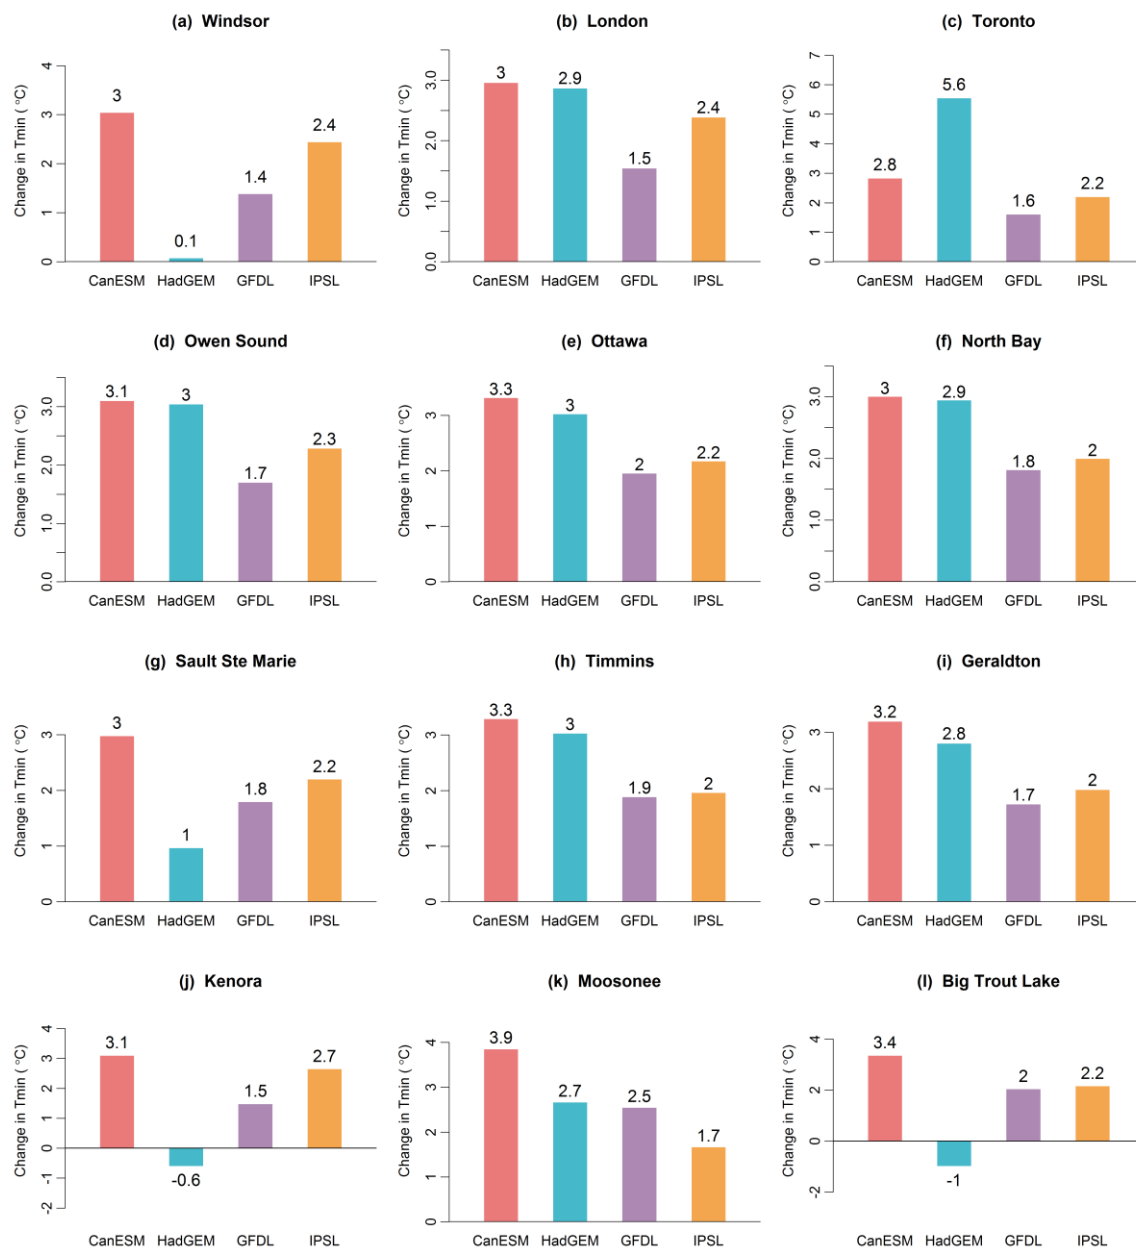 (a) Windsor
Change in Tmin ( °C)
4
3
2
1
0
3
0.1
1.4
2.4
CanESM HadGEM GFDL IPSL
(b) London
Change in Tmin ( °C)
3.0
2.0
1.0
0.0
3
2.9
1.5
2.4
CanESM HadGEM GFDL IPSL
(c) Toronto
Change in Tmin ( °C)
7
6
5
4
3
2
1
0
2.8
5.6
1.6
2.2
CanESM HadGEM GFDL IPSL
(d) Owen Sound
Change in Tmin ( °C)
3.0
2.0
1.0
0.0
3.1
3
1.7
2.3
CanESM HadGEM GFDL IPSL
(e) Ottawa
Change in Tmin ( °C)
3
2
1
0
3.3
3
2
2.2
CanESM HadGEM GFDL IPSL
(f) North Bay
Change in Tmin ( °C)
3.0
2.0
1.0
0.0
3
2.9
1.8
2
CanESM HadGEM GFDL IPSL
(g) Sault Ste Marie
Change in Tmin ( °C)
3
2
1
0
3
1
1.8
2.2
CanESM HadGEM GFDL IPSL
(h) Timmins
Change in Tmin ( °C)
3
2
1
0
3.3
3
1.9
2
CanESM HadGEM GFDL IPSL
(i) Geraldton
Change in Tmin ( °C)
3
2
1
0
3.2
2.8
1.7
2
CanESM HadGEM GFDL IPSL
(j) Kenora
Change in Tmin ( °C)
4
3
2
1
0
-1
-2
3.1
-0.6
1.5
2.7
CanESM HadGEM GFDL IPSL
(k) Moosonee
Change in Tmin ( °C)
4
3
2
1
0
3.9
2.7
2.5
1.7
CanESM HadGEM GFDL IPSL
(l) Big Trout Lake
Change in Tmin ( °C)
4
2
0
-2
3.4
-1
2
2.2
CanESM HadGEM GFDL IPSL